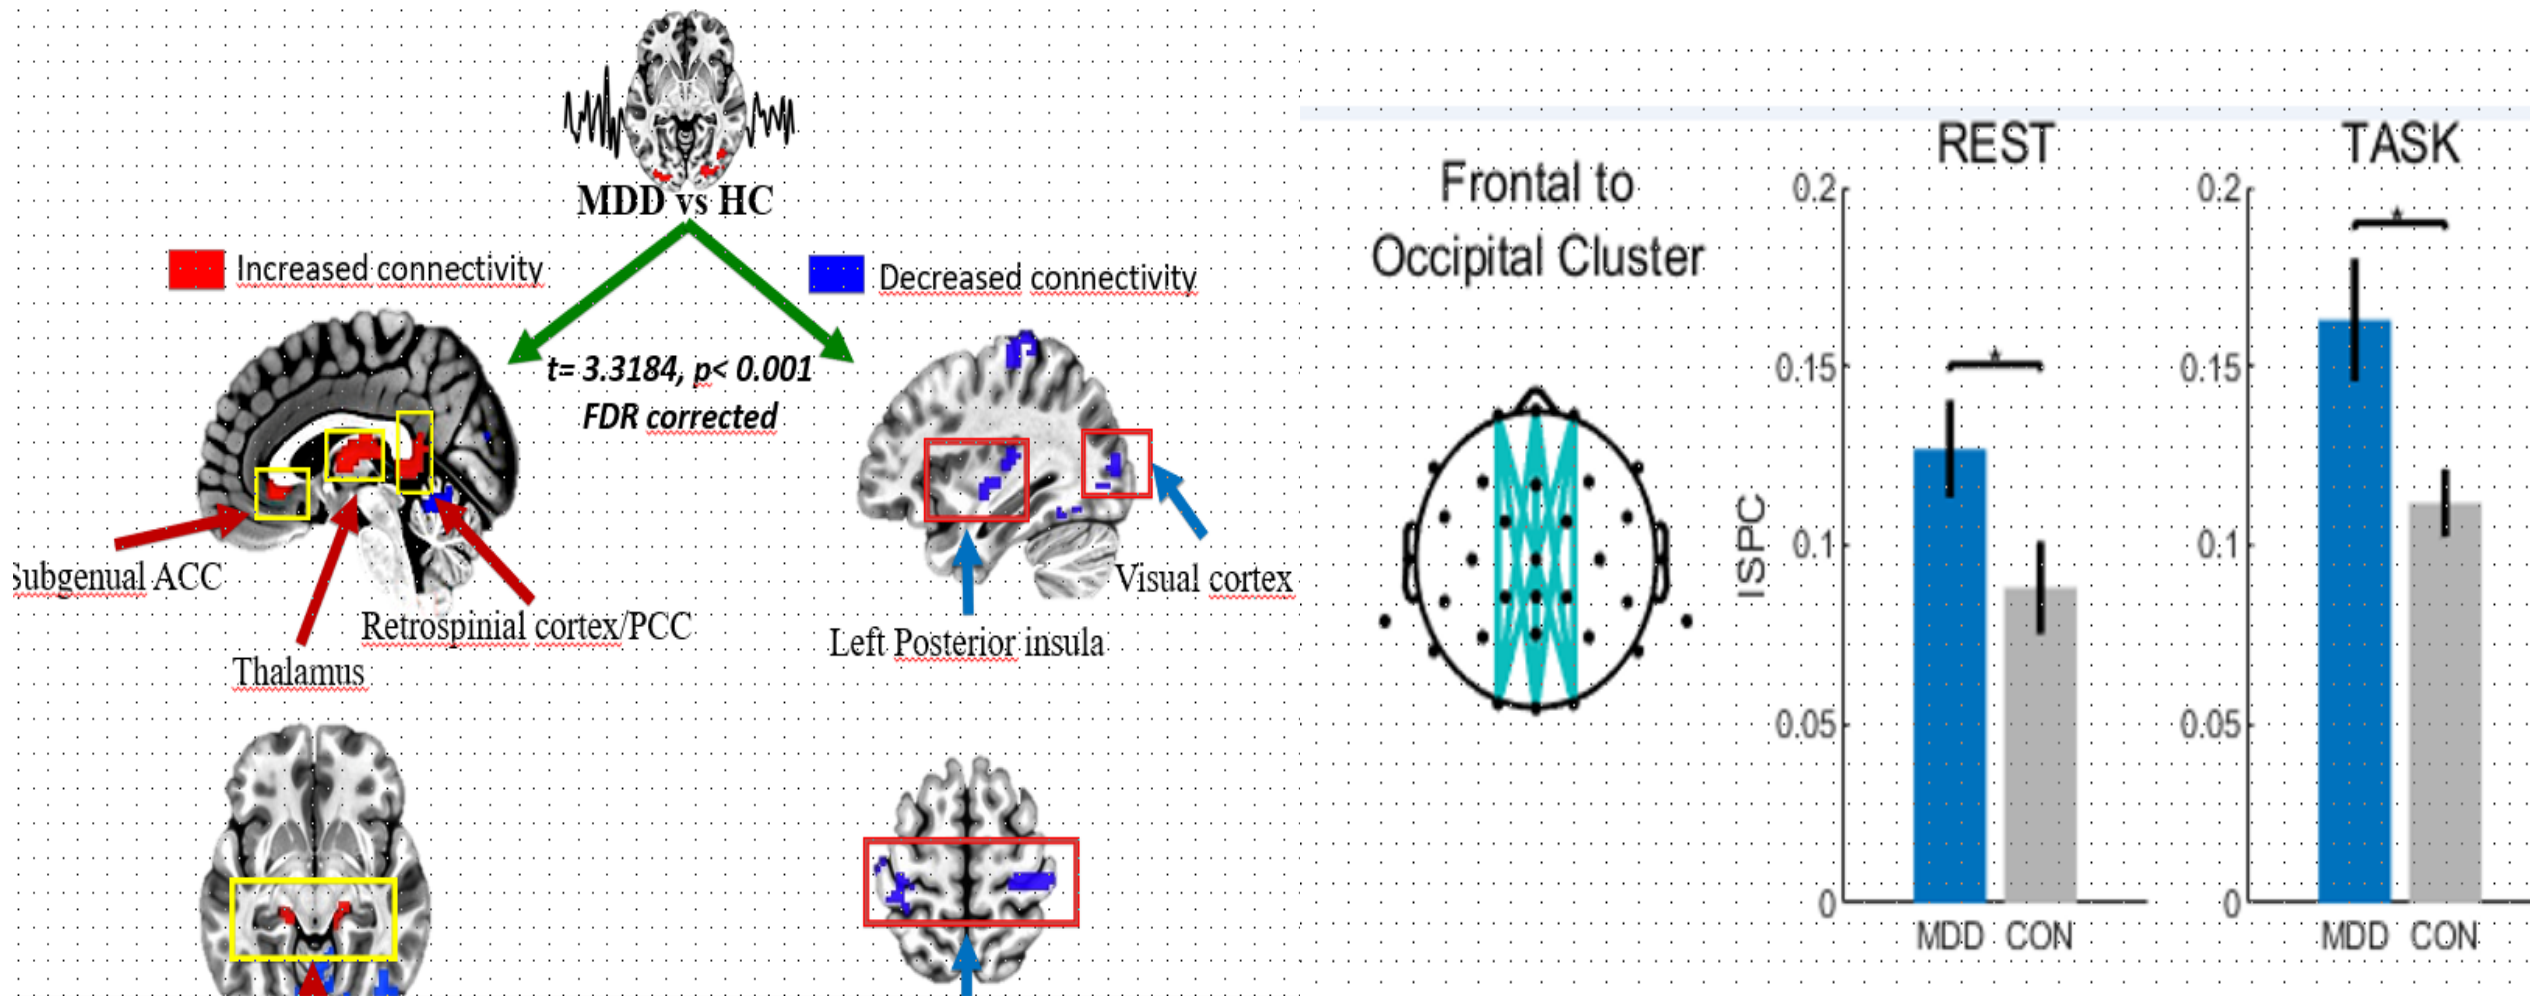 MDD vs HC
Increased connectivity
Decreased connectivity
t= 3.3184, p< 0.001
FDR corrected
Subgenual ACC
Thalamus
Retrospinial cortex/PCC
Left Posterior insula
Visual cortex
Frontal to
Occipital Cluster
REST
ISPC
0.2
0.15
*
0.1
0.05
0
MDD CON
TASK
0.2
*
0.15
0.1
0.05
0
MDD CON